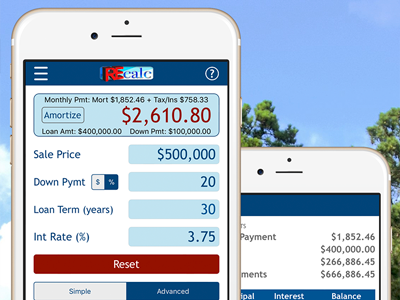 REcalc
Monthly Pmt: Mort $1,852.46 + Tax/Ins $758.33
Amortize $2,610.80
Loan Amt: $400,000.00 Down Pmt: $100,000.00
Sale Price $500,000
Down Pymt $ % 20
Loan Term (years) 30
Int Rate (%) 3.75
Reset
Simple Advanced
Payment $1,852.46
$400,000.00
$266,886.45
ments $666,886.45
ipal Interest Balance